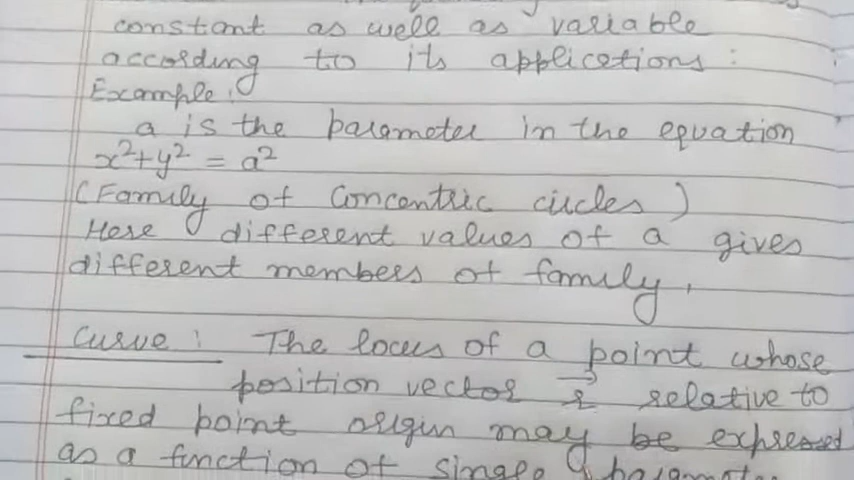 constant as well as variable
according to its applications :
Example :
a is the parameter in the equation
x²+y² = a²
(Family of Concentric circles)
Here different values of a gives
different members of family,
Curve : The locus of a point whose
position vector r⃗ relative to
fixed point origin may be expressed
as a function of single parameter